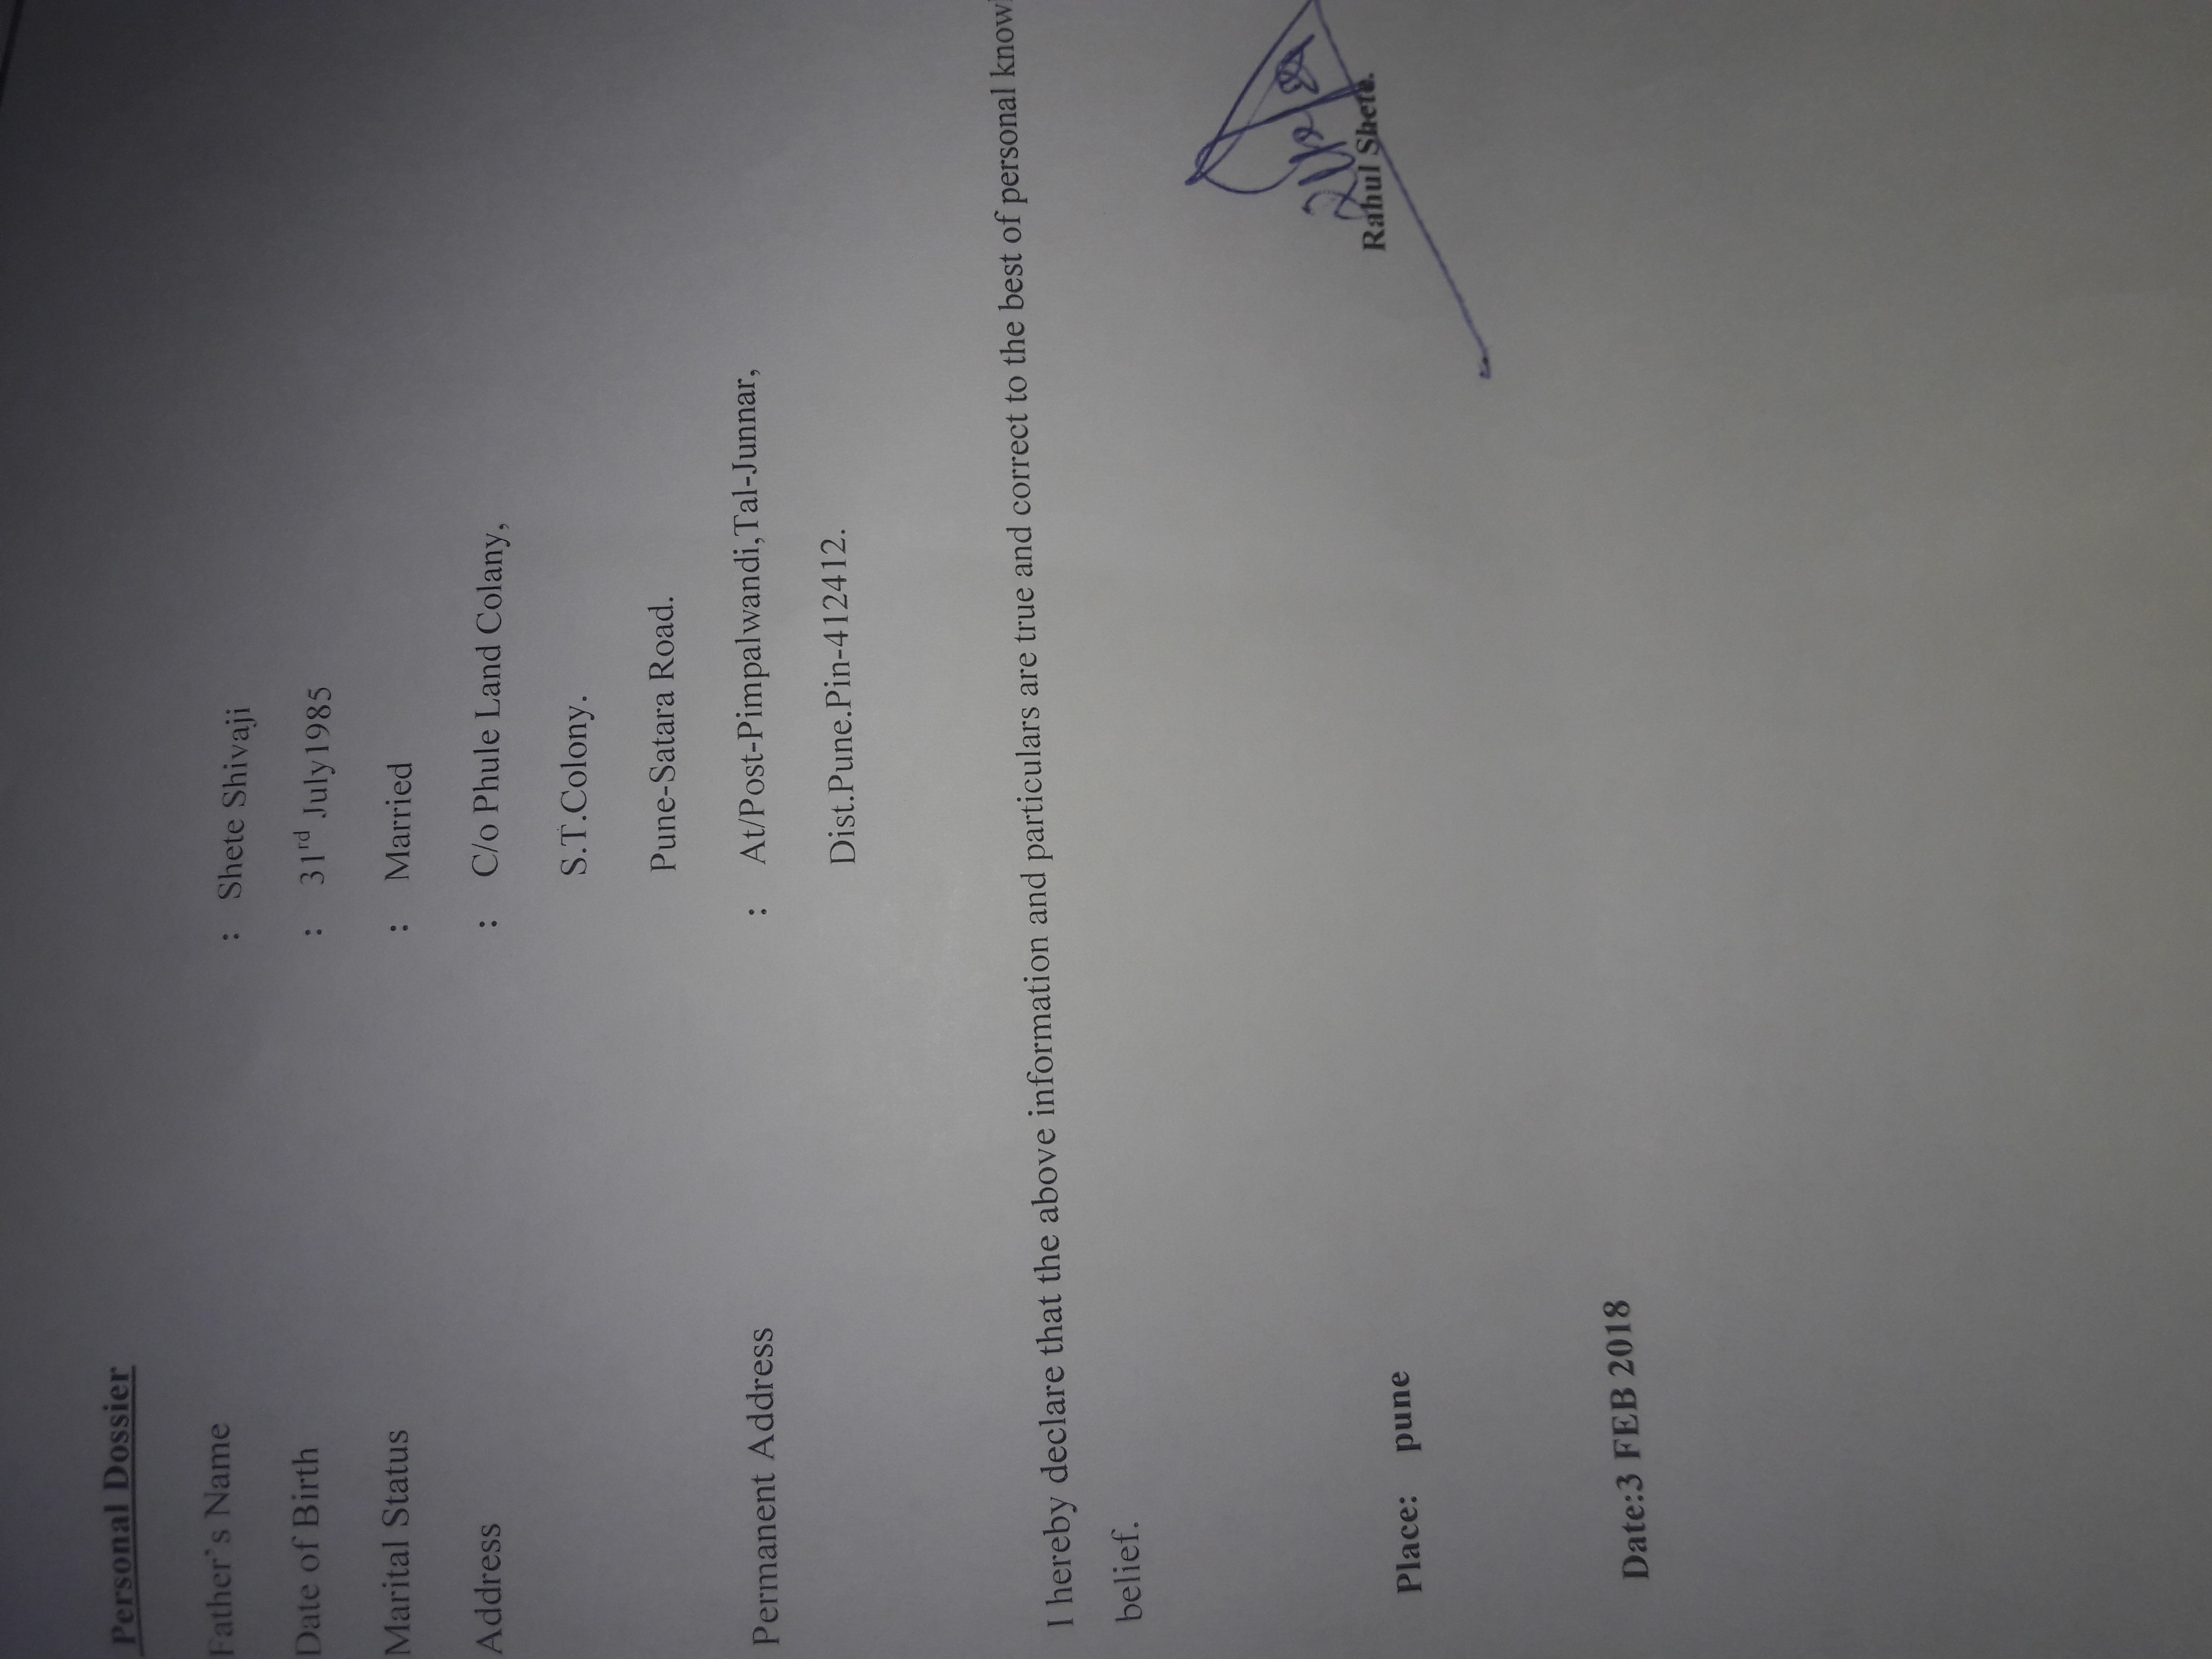 Personal Dossier
Father's Name : Shete Shivaji
Date of Birth : 31rd July1985
Marital Status : Married
Address : C/o Phule Land Colany,
S.T.Colony.
Pune-Satara Road.
Permanent Address : At/Post-Pimpalwandi,Tal-Junnar,
Dist.Pune.Pin-412412.
I hereby declare that the above information and particulars are true and correct to the best of personal know
belief.
Rahul Shete.
Place: pune
Date:3 FEB 2018